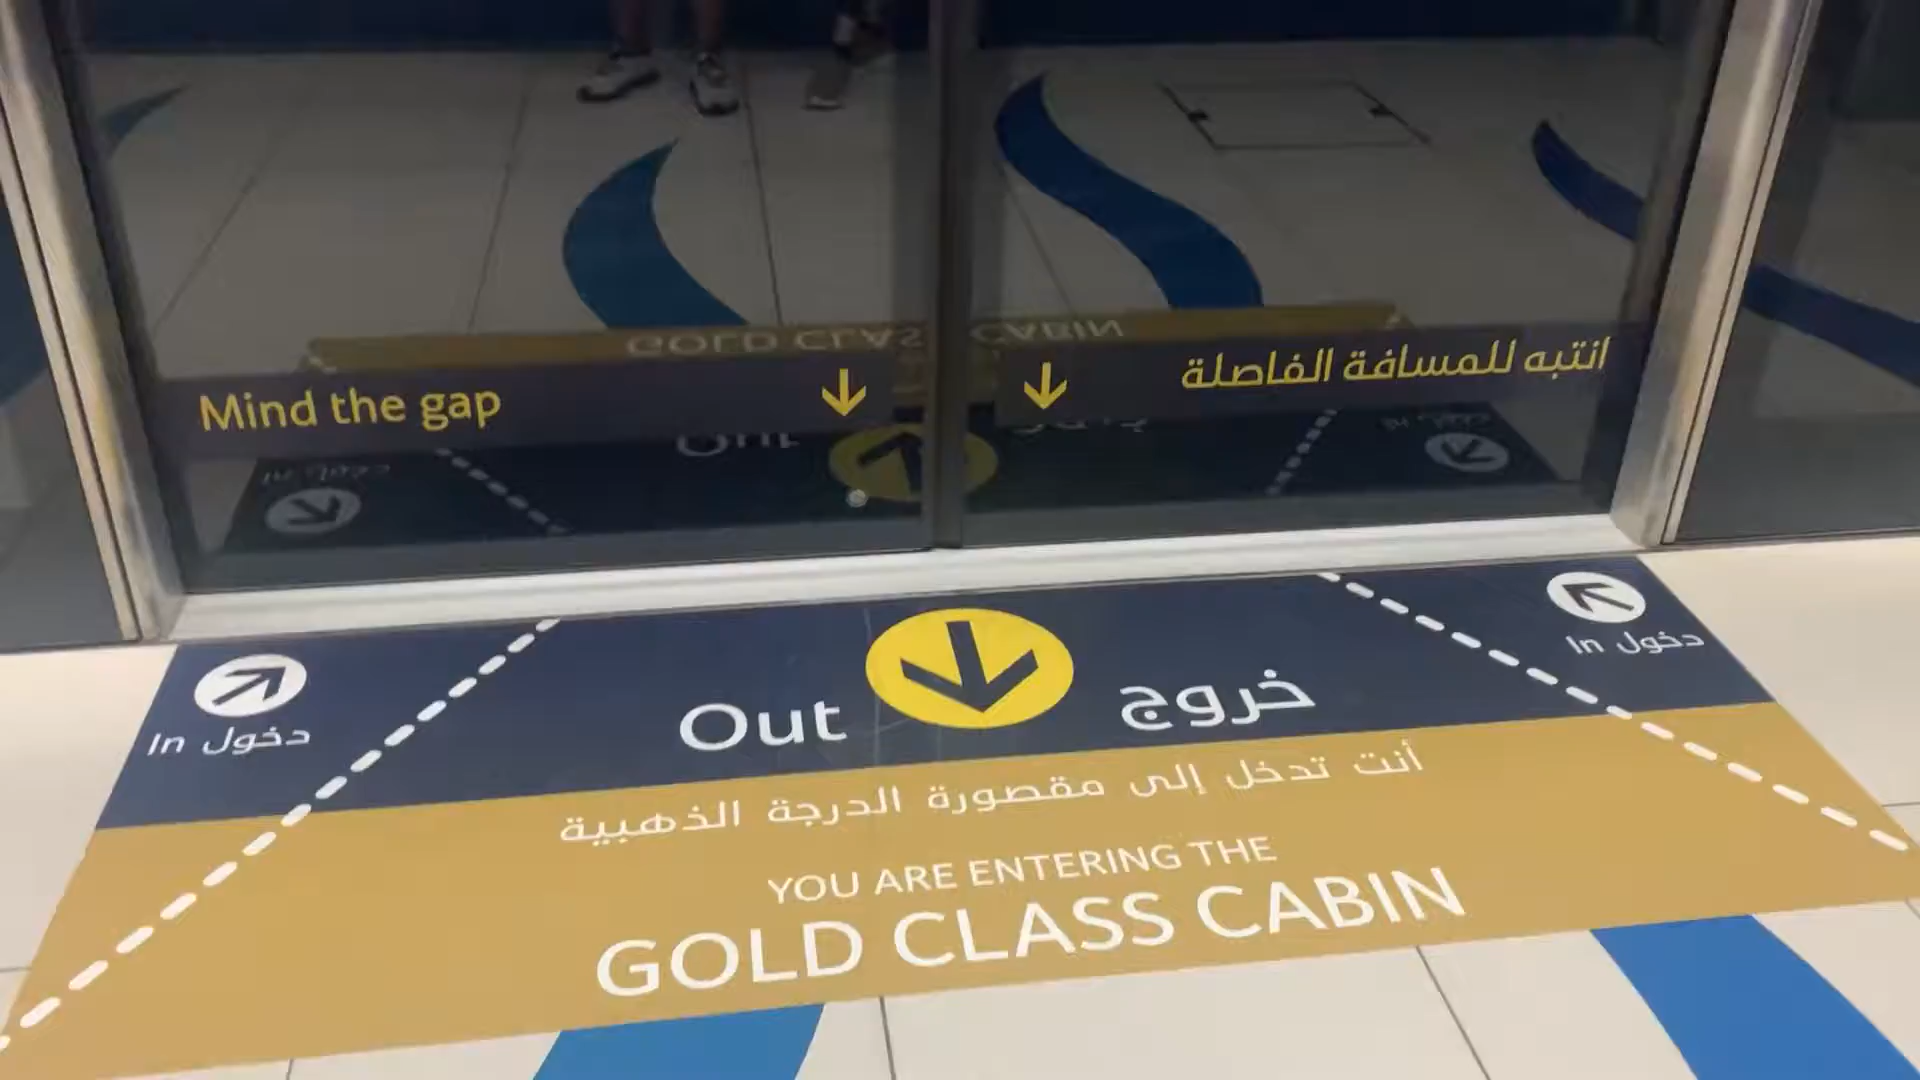 Mind the gap
انتبه للمسافة الفاصلة
In دخول
Out
خروج
In دخول
أنت تدخل إلى مقصورة الدرجة الذهبية
YOU ARE ENTERING THE
GOLD CLASS CABIN